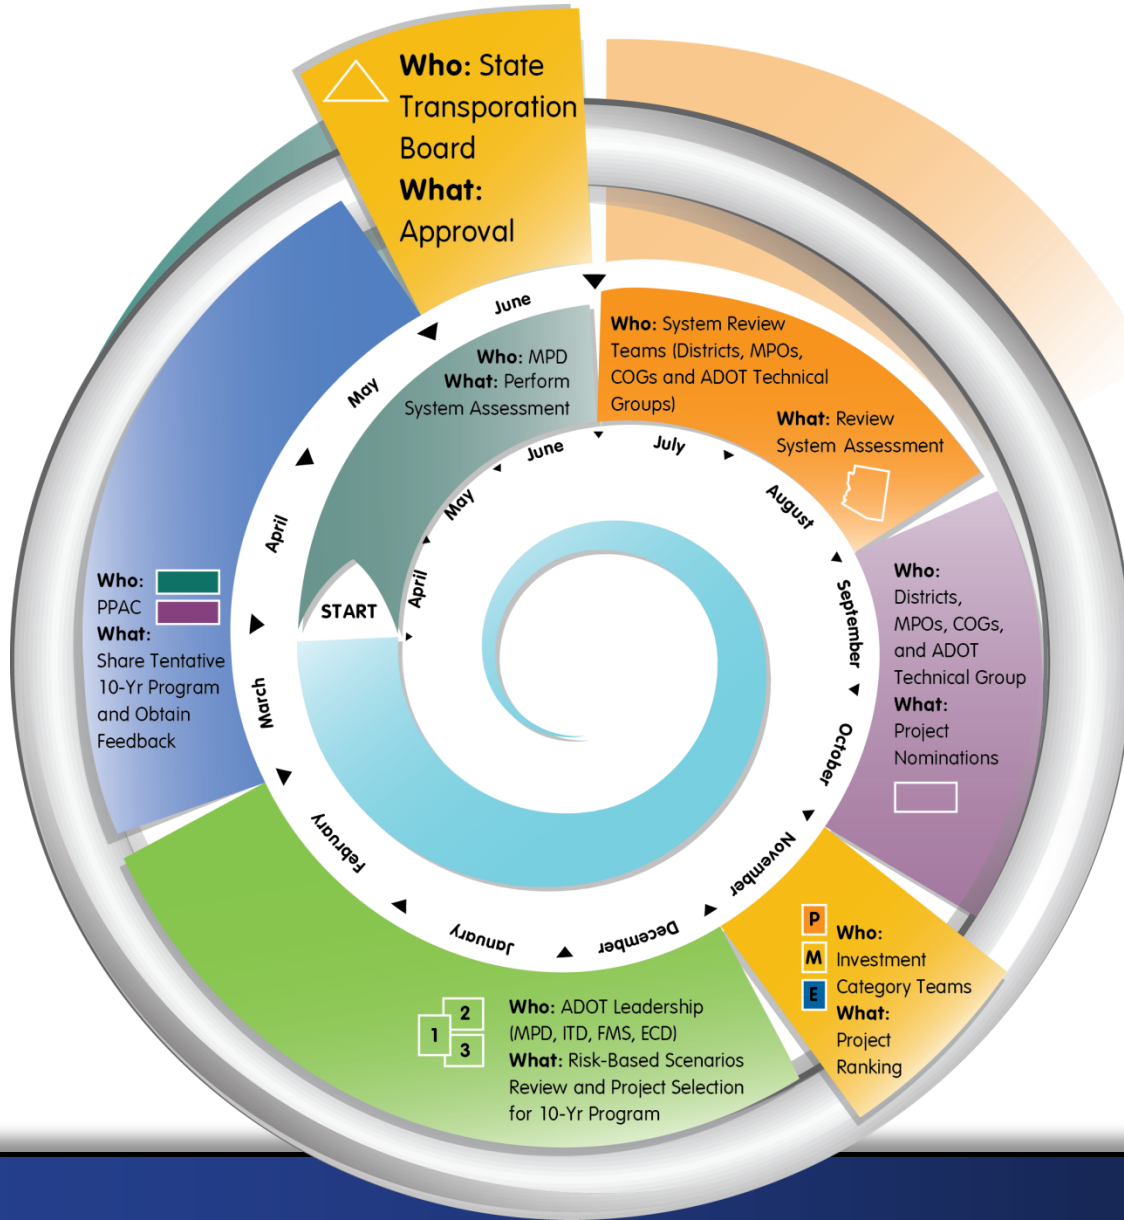 Who: State
Transporation
Board
What:
Approval
START
Who: MPD
What: Perform
System Assessment
April
May
June
Who: System Review
Teams (Districts, MPOs,
COGs and ADOT Technical
Groups)
What: Review
System Assessment
July
August
September
Who:
Districts,
MPOs, COGs,
and ADOT
Technical Group
What:
Project
Nominations
October
November
P
M
E
Who:
Investment
Category Teams
What:
Project
Ranking
December
1
2
3
Who: ADOT Leadership
(MPD, ITD, FMS, ECD)
What: Risk-Based Scenarios
Review and Project Selection
for 10-Yr Program
January
February
Who:
PPAC
What:
Share Tentative
10-Yr Program
and Obtain
Feedback
March
April
May
June